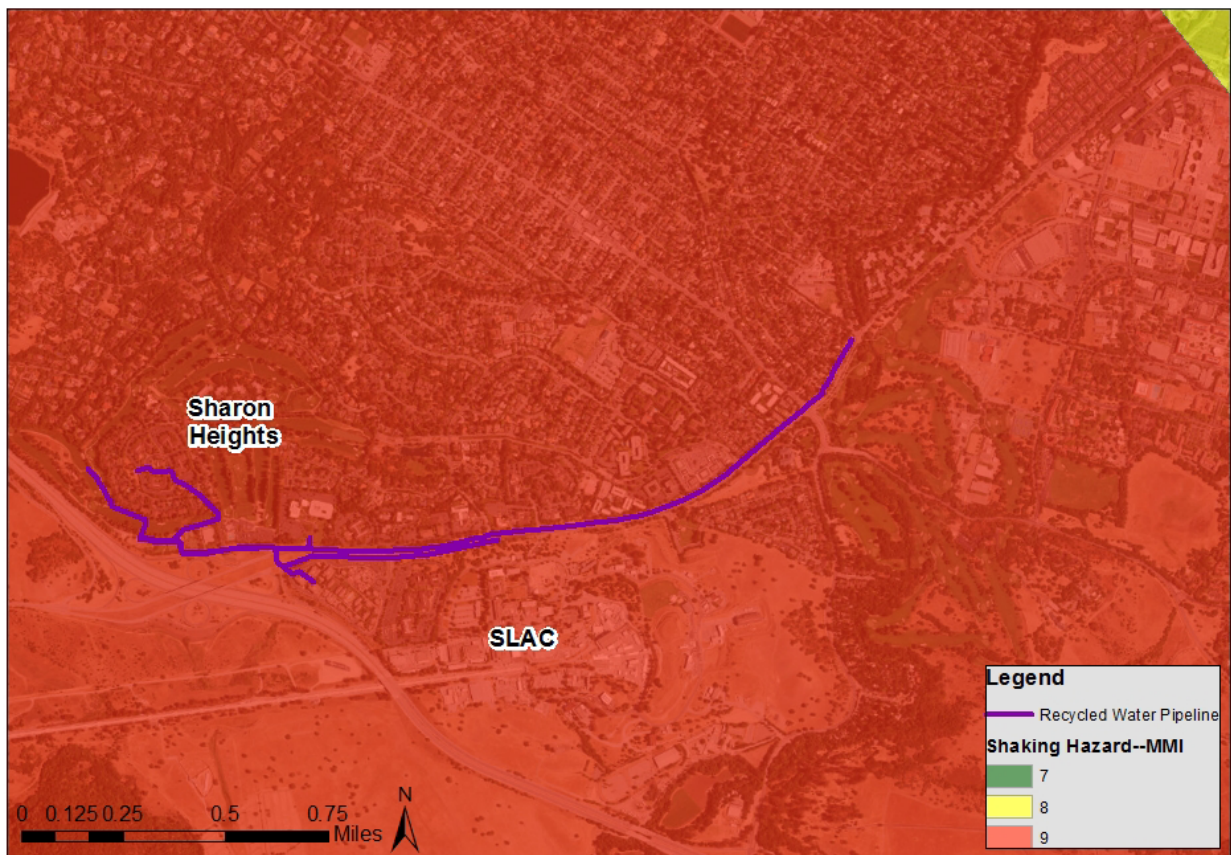 Sharon
Heights
SLAC
Legend
Recycled Water Pipeline
Shaking Hazard--MMI
7
8
9
N
0 0.125 0.25 0.5 0.75
Miles